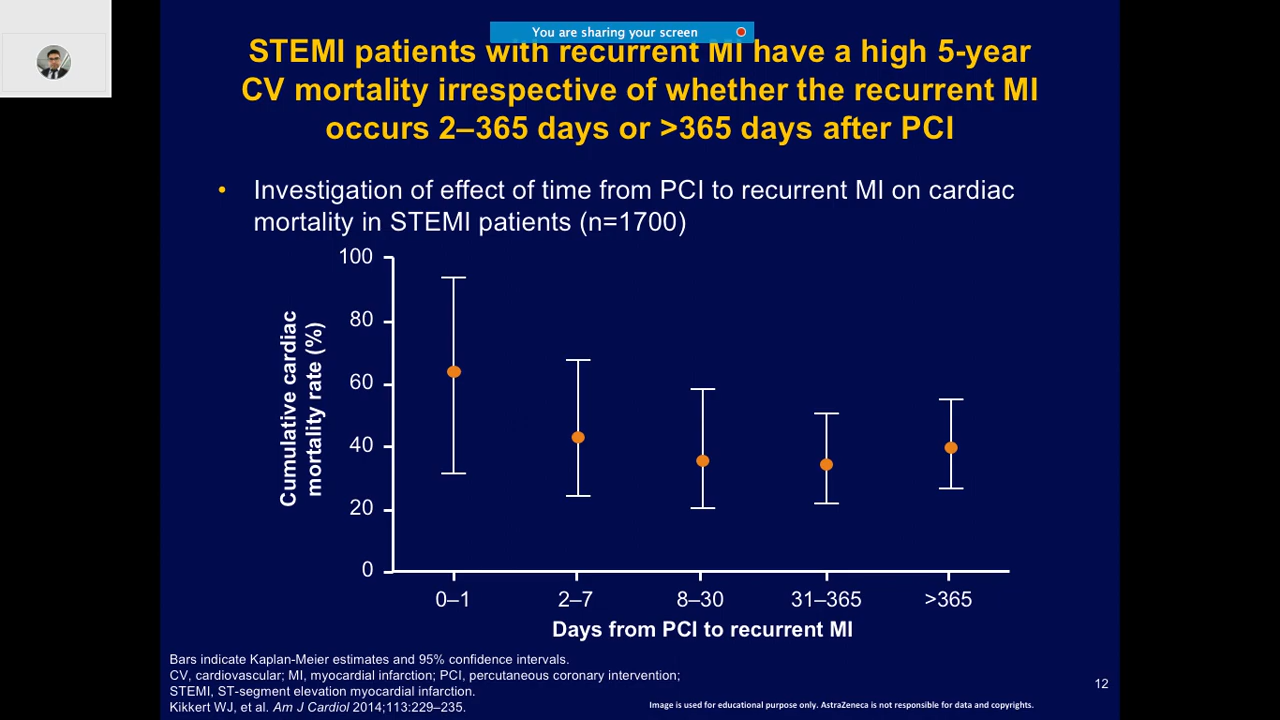 You are sharing your screen
STEMI patients with recurrent MI have a high 5-year
CV mortality irrespective of whether the recurrent MI
occurs 2–365 days or >365 days after PCI
• Investigation of effect of time from PCI to recurrent MI on cardiac
mortality in STEMI patients (n=1700)
Cumulative cardiac
mortality rate (%)
100
80
60
40
20
0
0–1 2–7 8–30 31–365 >365
Days from PCI to recurrent MI
Bars indicate Kaplan-Meier estimates and 95% confidence intervals.
CV, cardiovascular; MI, myocardial infarction; PCI, percutaneous coronary intervention;
STEMI, ST-segment elevation myocardial infarction.
Kikkert WJ, et al. Am J Cardiol 2014;113:229–235.
Image is used for educational purpose only. AstraZeneca is not responsible for data and copyrights.
12